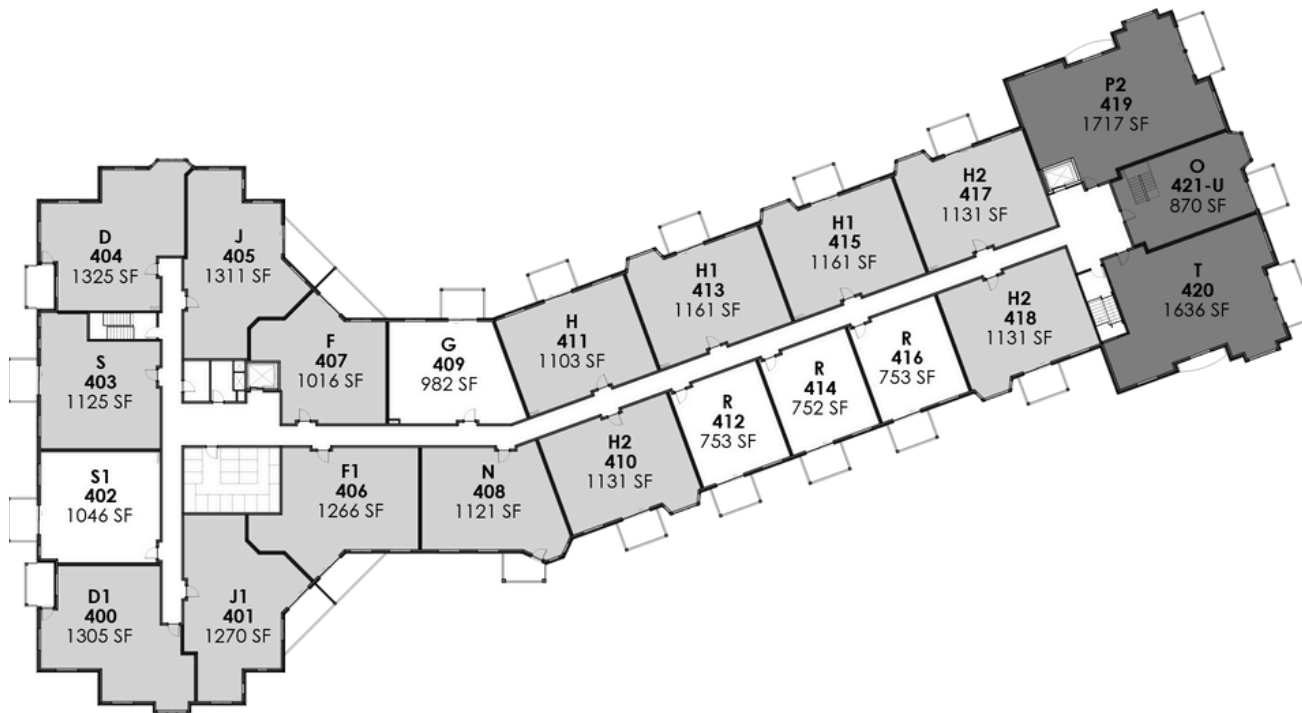 P2
419
1717 SF
O
421-U
870 SF
H2
417
1131 SF
H1
415
1161 SF
T
420
1636 SF
D
404
1325 SF
J
405
1311 SF
H1
413
1161 SF
H2
418
1131 SF
H
411
1103 SF
F
407
1016 SF
G
409
982 SF
R
416
753 SF
S
403
1125 SF
R
414
752 SF
R
412
753 SF
H2
410
1131 SF
S1
402
1046 SF
F1
406
1266 SF
N
408
1121 SF
D1
400
1305 SF
J1
401
1270 SF